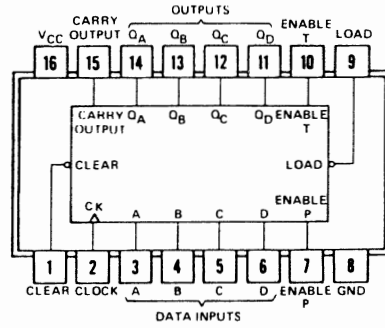 OUTPUTS
VCC CARRY OUTPUT QA QB QC QD ENABLE T LOAD
16 15 14 13 12 11 10 9
CARRY OUTPUT QA QB QC QD ENABLE T
CLEAR LOAD
CK A B C D ENABLE P
1 2 3 4 5 6 7 8
CLEAR CLOCK A B C D ENABLE P GND
DATA INPUTS